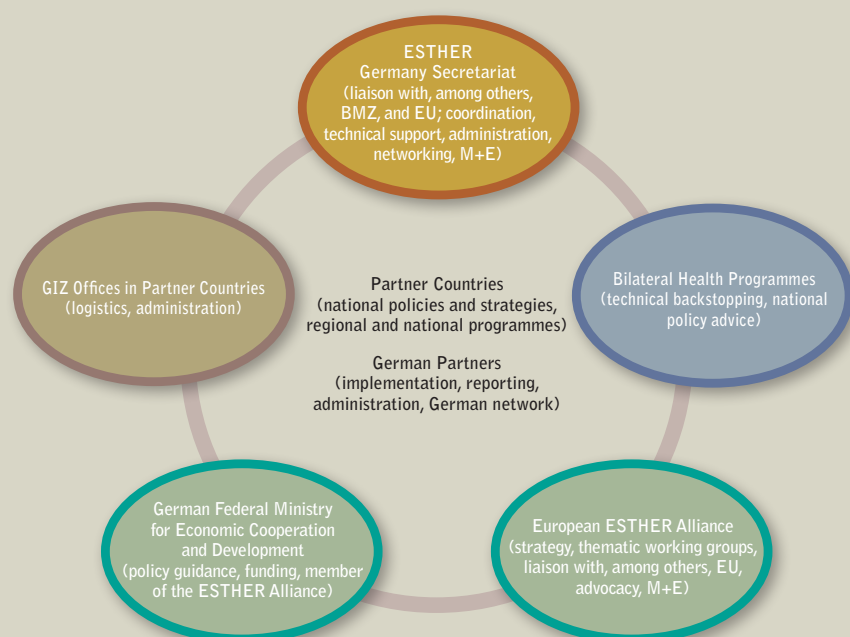 ESTHER
Germany Secretariat
(liaison with, among others,
BMZ, and EU; coordination,
technical support, administration,
networking, M+E)
GIZ Offices in Partner Countries
(logistics, administration)
Partner Countries
(national policies and strategies,
regional and national programmes)
German Partners
(implementation, reporting,
administration, German network)
Bilateral Health Programmes
(technical backstopping, national
policy advice)
German Federal Ministry
for Economic Cooperation
and Development
(policy guidance, funding, member
of the ESTHER Alliance)
European ESTHER Alliance
(strategy, thematic working groups,
liaison with, among others, EU,
advocacy, M+E)